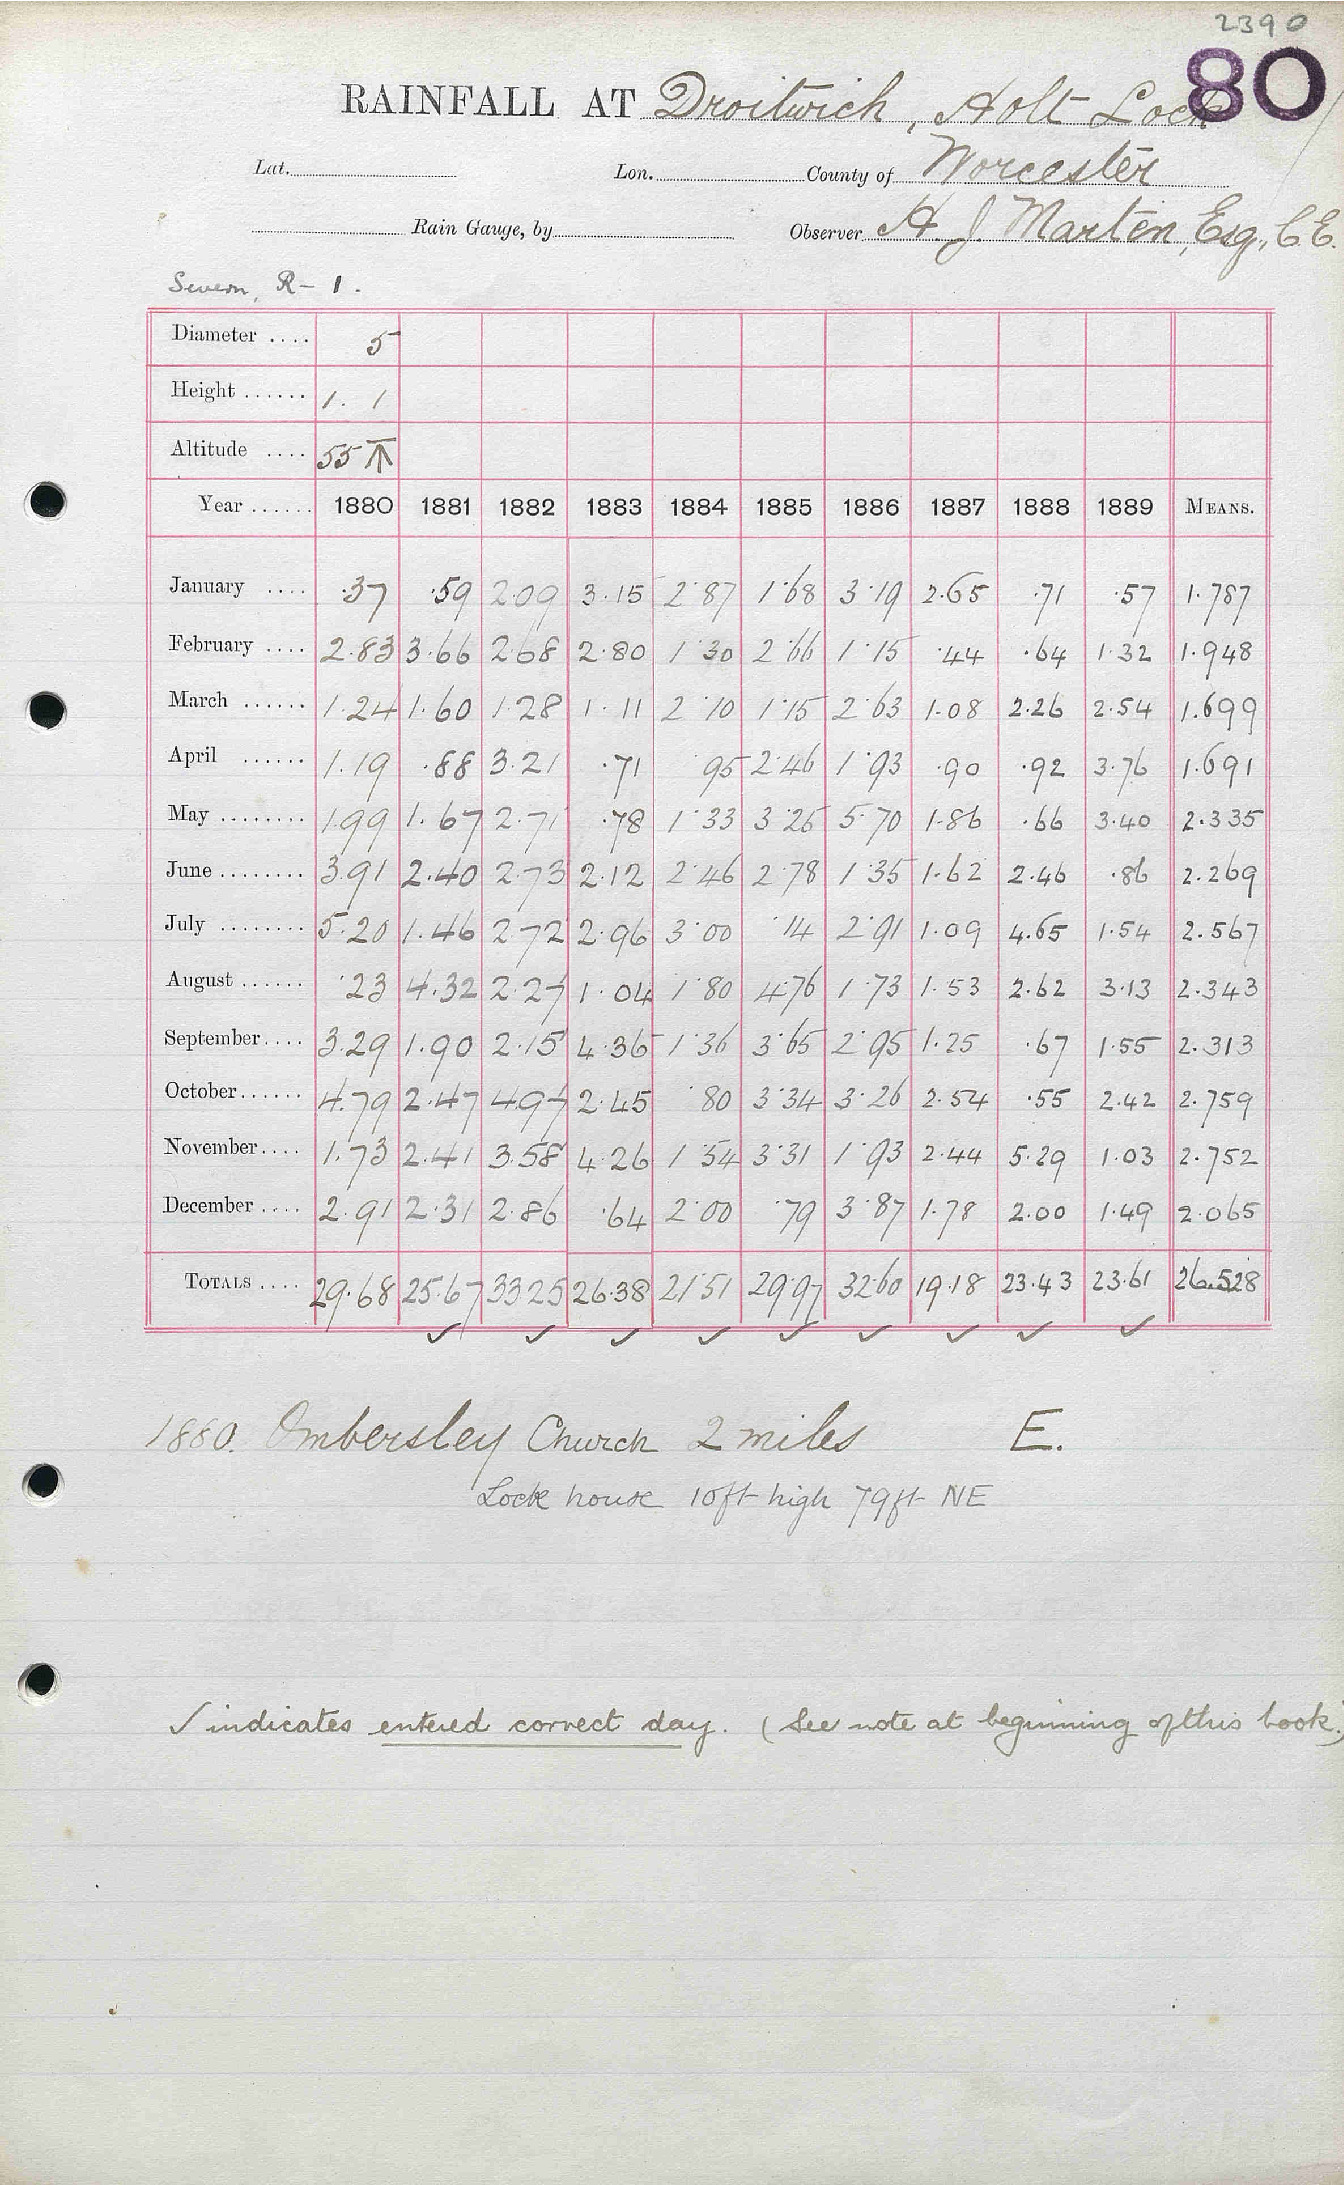 2390
80
RAINFALL AT Droitwich, Holt Lock
Lat. Lon. County of Worcester
Rain Gauge, by Observer H. J. Marten, Esq., C.E.
Severn, R- 1.
Diameter .... 5
Height ...... 1. 1
Altitude .... 55 ⊼
Year ...... 1880 1881 1882 1883 1884 1885 1886 1887 1888 1889 MEANS.
January .... .37 .59 2.09 3.15 2.87 1.68 3.19 2.65 .71 .57 1.787
February .... 2.83 3.66 2.68 2.80 1.30 2.66 1.15 .44 .64 1.32 1.948
March ...... 1.24 1.60 1.28 1.11 2.10 1.15 2.63 1.08 2.26 2.54 1.699
April ...... 1.19 .88 3.21 .71 95 2.46 1.93 .90 .92 3.76 1.691
May ........ 1.99 1.67 2.71 .78 1.33 3.25 5.70 1.86 .66 3.40 2.335
June ........ 3.91 2.40 2.73 2.12 2.46 2.78 1.35 1.62 2.46 .86 2.269
July ........ 5.20 1.46 2.72 2.96 3.00 .14 2.91 1.09 4.65 1.54 2.567
August ...... .23 4.32 2.27 1.04 1.80 4.76 1.73 1.53 2.62 3.13 2.343
September .... 3.29 1.90 2.15 4.36 1.36 3.65 2.95 1.25 .67 1.55 2.313
October ...... 4.79 2.47 4.97 2.45 .80 3.34 3.26 2.54 .55 2.42 2.759
November .... 1.73 2.41 3.58 4.26 1.54 3.31 1.93 2.44 5.29 1.03 2.752
December .... 2.91 2.31 2.86 .64 2.00 .79 3.87 1.78 2.00 1.49 2.065
TOTALS .... 29.68 25.67 33.25 26.38 21.51 29.97 32.60 19.18 23.43 23.61 26.528
✓ ✓ ✓ ✓ ✓ ✓ ✓ ✓ ✓
1880. Ombersley Church 2 miles E.
Lock house 10ft high 79ft NE
✓ indicates entered correct day. (See note at beginning of this book.)